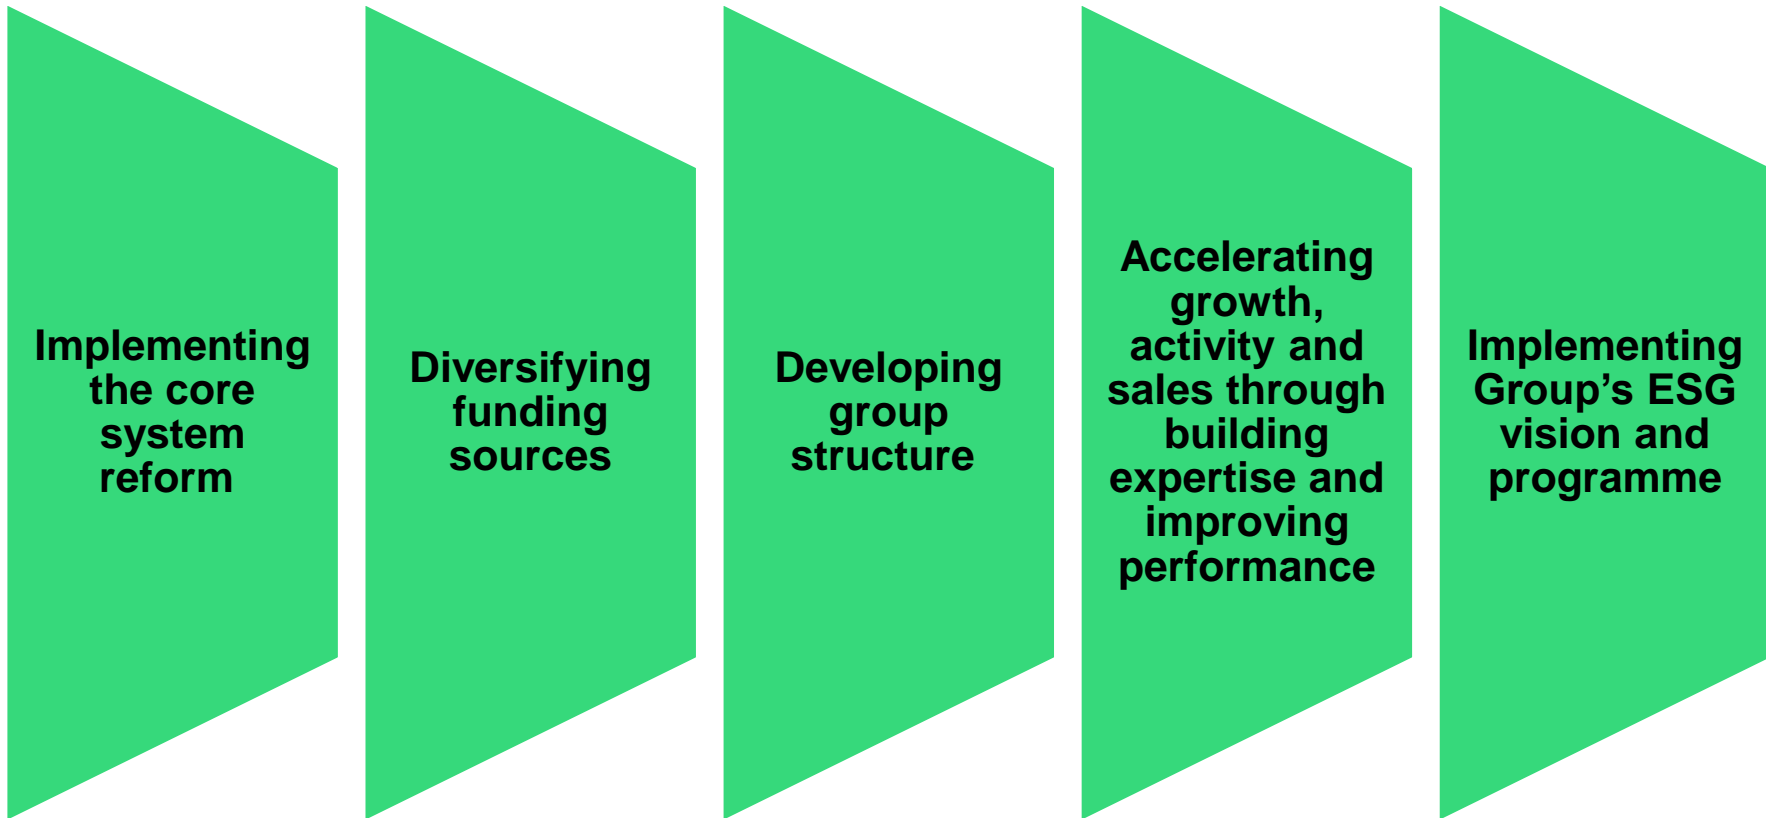 Implementing
the core
system
reform
Diversifying
funding
sources
Developing
group
structure
Accelerating
growth,
activity and
sales through
building
expertise and
improving
performance
Implementing
Group’s ESG
vision and
programme